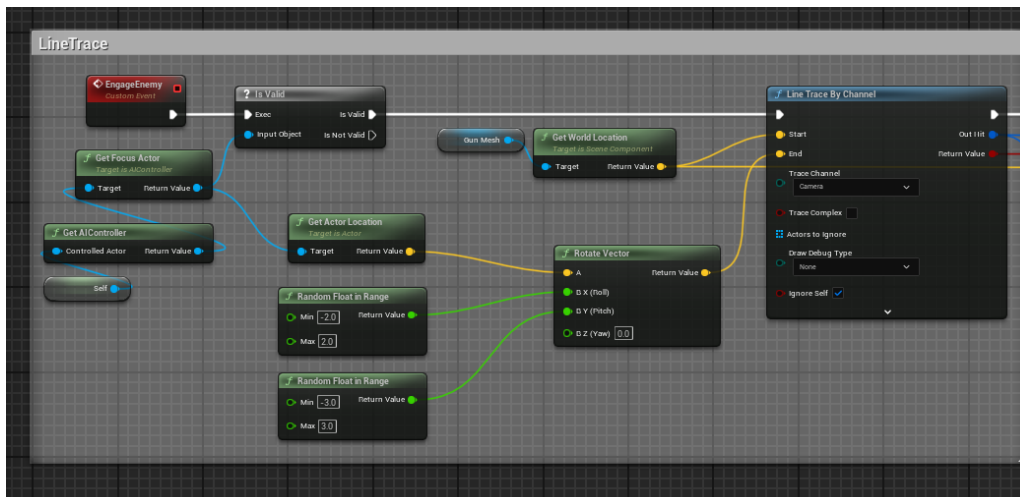 LineTrace
EngageEnemy
Custom Event
? Is Valid
Exec
Is Valid
Input Object
Is Not Valid
Get Focus Actor
Target is AIController
Target
Return Value
Get AIController
Controlled Actor
Return Value
Self
Get Actor Location
Target is Actor
Target
Return Value
Random Float in Range
Min
-2.0
Return Value
Max
2.0
Random Float in Range
Min
-3.0
Return Value
Max
3.0
Gun Mesh
Get World Location
Target is Scene Component
Target
Return Value
Rotate Vector
A
Return Value
B X (Roll)
B Y (Pitch)
B Z (Yaw)
0.0
Line Trace By Channel
Start
Out Hit
End
Return Value
Trace Channel
Camera
Trace Complex
Actors to Ignore
Draw Debug Type
None
Ignore Self